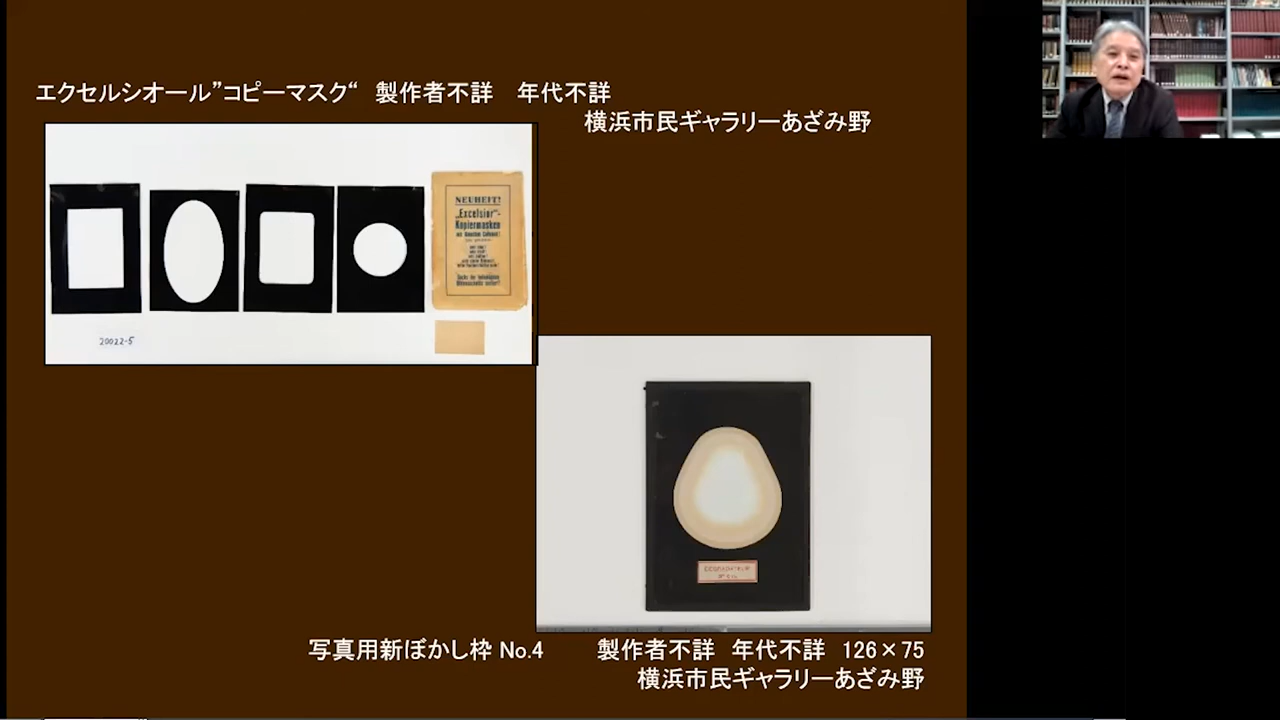 エクセルシオール”コピーマスク“　製作者不詳　年代不詳
横浜市民ギャラリーあざみ野
NEUHEIT!
„Excelsior"-
Kopiermasken
20022-5
写真用新ぼかし枠 No.4　　製作者不詳　年代不詳　126×75
横浜市民ギャラリーあざみ野